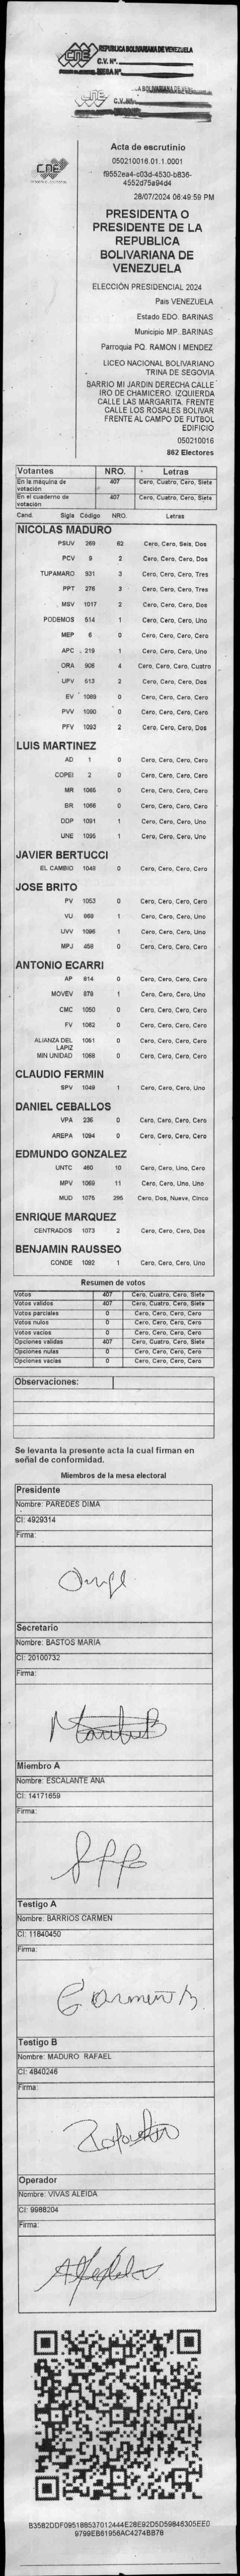 REPUBLICA BOLIVARIANA DE VENEZUELA
C.V. Nº.
CNE
Acta de escrutinio
050210016.01.1.0001
f9552ea4-c03d-4530-b836-
4552d75a94d4
28/07/2024 06:49:59 PM
PRESIDENTA O
PRESIDENTE DE LA
REPUBLICA
BOLIVARIANA DE
VENEZUELA
ELECCIÓN PRESIDENCIAL 2024
País VENEZUELA
Estado EDO. BARINAS
Municipio MP. BARINAS
Parroquia PQ. RAMON I MENDEZ
LICEO NACIONAL BOLIVARIANO
TRINA DE SEGOVIA
BARRIO MI JARDIN DERECHA CALLE
IRO DE CHAMICERO. IZQUIERDA
CALLE LAS MARGARITA. FRENTE
CALLE LOS ROSALES BOLIVAR
FRENTE AL CAMPO DE FUTBOL
EDIFICIO
050210016
862 Electores
Votantes NRO. Letras
En la máquina de votación 407 Cero, Cuatro, Cero, Siete
En el cuaderno de votación 407 Cero, Cuatro, Cero, Siete
Cand. Sigla Código NRO. Letras
NICOLAS MADURO
PSUV 269 62 Cero, Cero, Seis, Dos
PCV 9 2 Cero, Cero, Cero, Dos
TUPAMARO 931 3 Cero, Cero, Cero, Tres
PPT 276 3 Cero, Cero, Cero, Tres
MSV 1017 2 Cero, Cero, Cero, Dos
PODEMOS 514 1 Cero, Cero, Cero, Uno
MEP 6 0 Cero, Cero, Cero, Cero
APC 219 1 Cero, Cero, Cero, Uno
ORA 906 4 Cero, Cero, Cero, Cuatro
UPV 513 2 Cero, Cero, Cero, Dos
EV 1089 0 Cero, Cero, Cero, Cero
PVV 1090 0 Cero, Cero, Cero, Cero
PFV 1093 2 Cero, Cero, Cero, Dos
LUIS MARTINEZ
AD 1 0 Cero, Cero, Cero, Cero
COPEI 2 0 Cero, Cero, Cero, Cero
MR 1065 0 Cero, Cero, Cero, Cero
BR 1066 0 Cero, Cero, Cero, Cero
DDP 1091 1 Cero, Cero, Cero, Uno
UNE 1095 1 Cero, Cero, Cero, Uno
JAVIER BERTUCCI
EL CAMBIO 1048 0 Cero, Cero, Cero, Cero
JOSE BRITO
PV 1053 0 Cero, Cero, Cero, Cero
VU 868 1 Cero, Cero, Cero, Uno
UVV 1096 1 Cero, Cero, Cero, Uno
MPJ 458 0 Cero, Cero, Cero, Cero
ANTONIO ECARRI
AP 814 0 Cero, Cero, Cero, Cero
MOVEV 878 1 Cero, Cero, Cero, Uno
CMC 1050 0 Cero, Cero, Cero, Cero
FV 1062 0 Cero, Cero, Cero, Cero
ALIANZA DEL LAPIZ 1061 0 Cero, Cero, Cero, Cero
MIN UNIDAD 1068 0 Cero, Cero, Cero, Cero
CLAUDIO FERMIN
SPV 1049 1 Cero, Cero, Cero, Uno
DANIEL CEBALLOS
VPA 236 0 Cero, Cero, Cero, Cero
AREPA 1094 0 Cero, Cero, Cero, Cero
EDMUNDO GONZALEZ
UNTC 460 10 Cero, Cero, Uno, Cero
MPV 1069 11 Cero, Cero, Uno, Uno
MUD 1075 295 Cero, Dos, Nueve, Cinco
ENRIQUE MARQUEZ
CENTRADOS 1073 2 Cero, Cero, Cero, Dos
BENJAMIN RAUSSEO
CONDE 1092 1 Cero, Cero, Cero, Uno
Resumen de votos
Votos 407 Cero, Cuatro, Cero, Siete
Votos validos 407 Cero, Cuatro, Cero, Siete
Votos parciales 0 Cero, Cero, Cero, Cero
Votos nulos 0 Cero, Cero, Cero, Cero
Votos vacios 0 Cero, Cero, Cero, Cero
Opciones validas 407 Cero, Cuatro, Cero, Siete
Opciones nulas 0 Cero, Cero, Cero, Cero
Opciones vacias 0 Cero, Cero, Cero, Cero
Observaciones:
Se levanta la presente acta la cual firman en
señal de conformidad.
Miembros de la mesa electoral
Presidente
Nombre: PAREDES DIMA
CI: 4929314
Firma:
Secretario
Nombre: BASTOS MARIA
CI: 20100732
Firma:
Miembro A
Nombre: ESCALANTE ANA
CI: 14171659
Firma:
Testigo A
Nombre: BARRIOS CARMEN
CI: 11840450
Firma:
Carmen B.
Testigo B
Nombre: MADURO RAFAEL
CI: 4840246
Firma:
Operador
Nombre: VIVAS ALEIDA
CI: 9988204
Firma:
B3582DDF095188537012444E28E92D5D59846305EE0
9799EB61956AC4274BB78